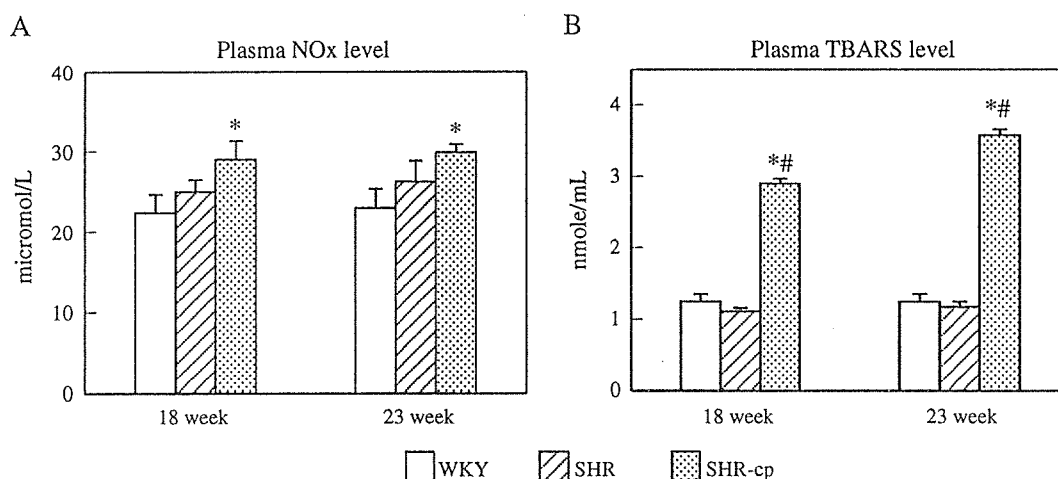 A
Plasma NOx level
micromol/L
40
30
20
10
0
*
*
18 week
23 week
B
Plasma TBARS level
nmole/mL
4
3
2
1
0
*#
*#
18 week
23 week
WKY
SHR
SHR-cp